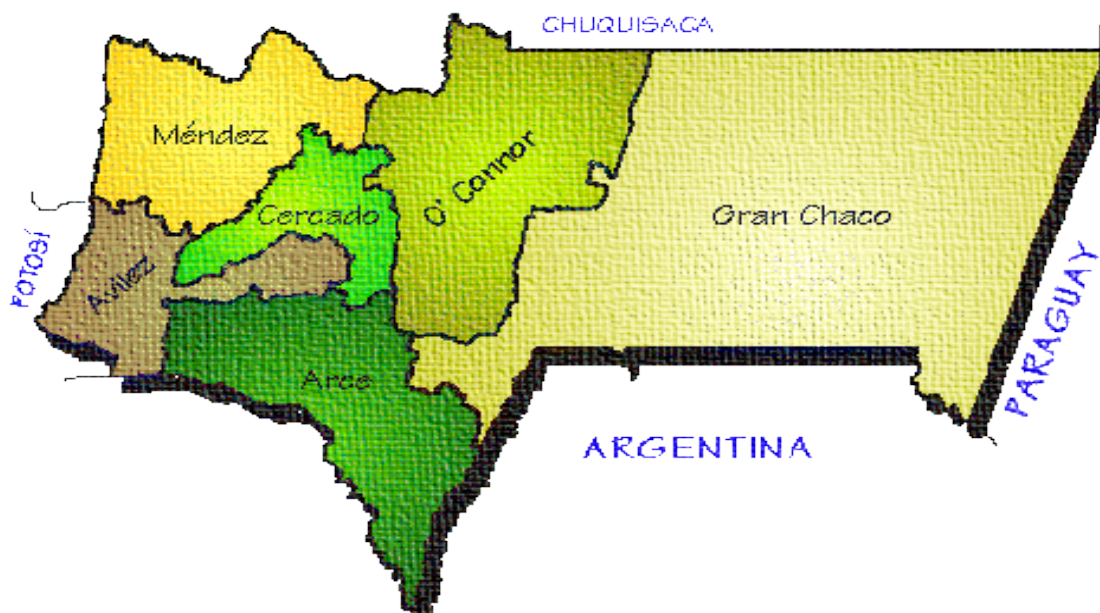 CHUQUISACA
Méndez
O' Connor
Cercado
Gran Chaco
POTOSÍ
Avilez
PARAGUAY
Arce
ARGENTINA